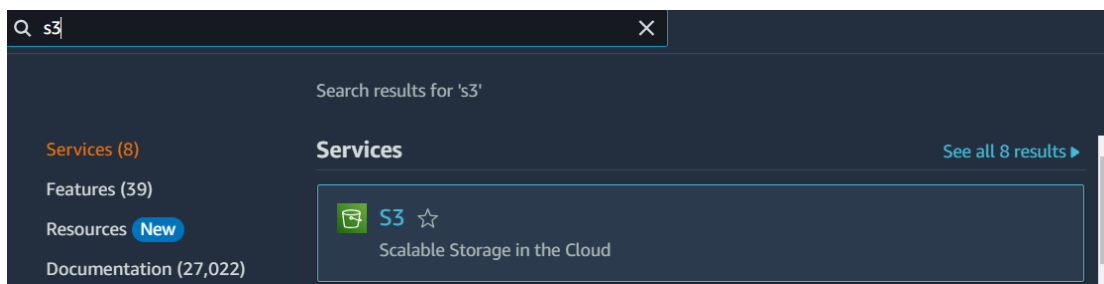 s3
Search results for 's3'
Services (8)
Features (39)
Resources New
Documentation (27,022)
Services
See all 8 results
S3
Scalable Storage in the Cloud